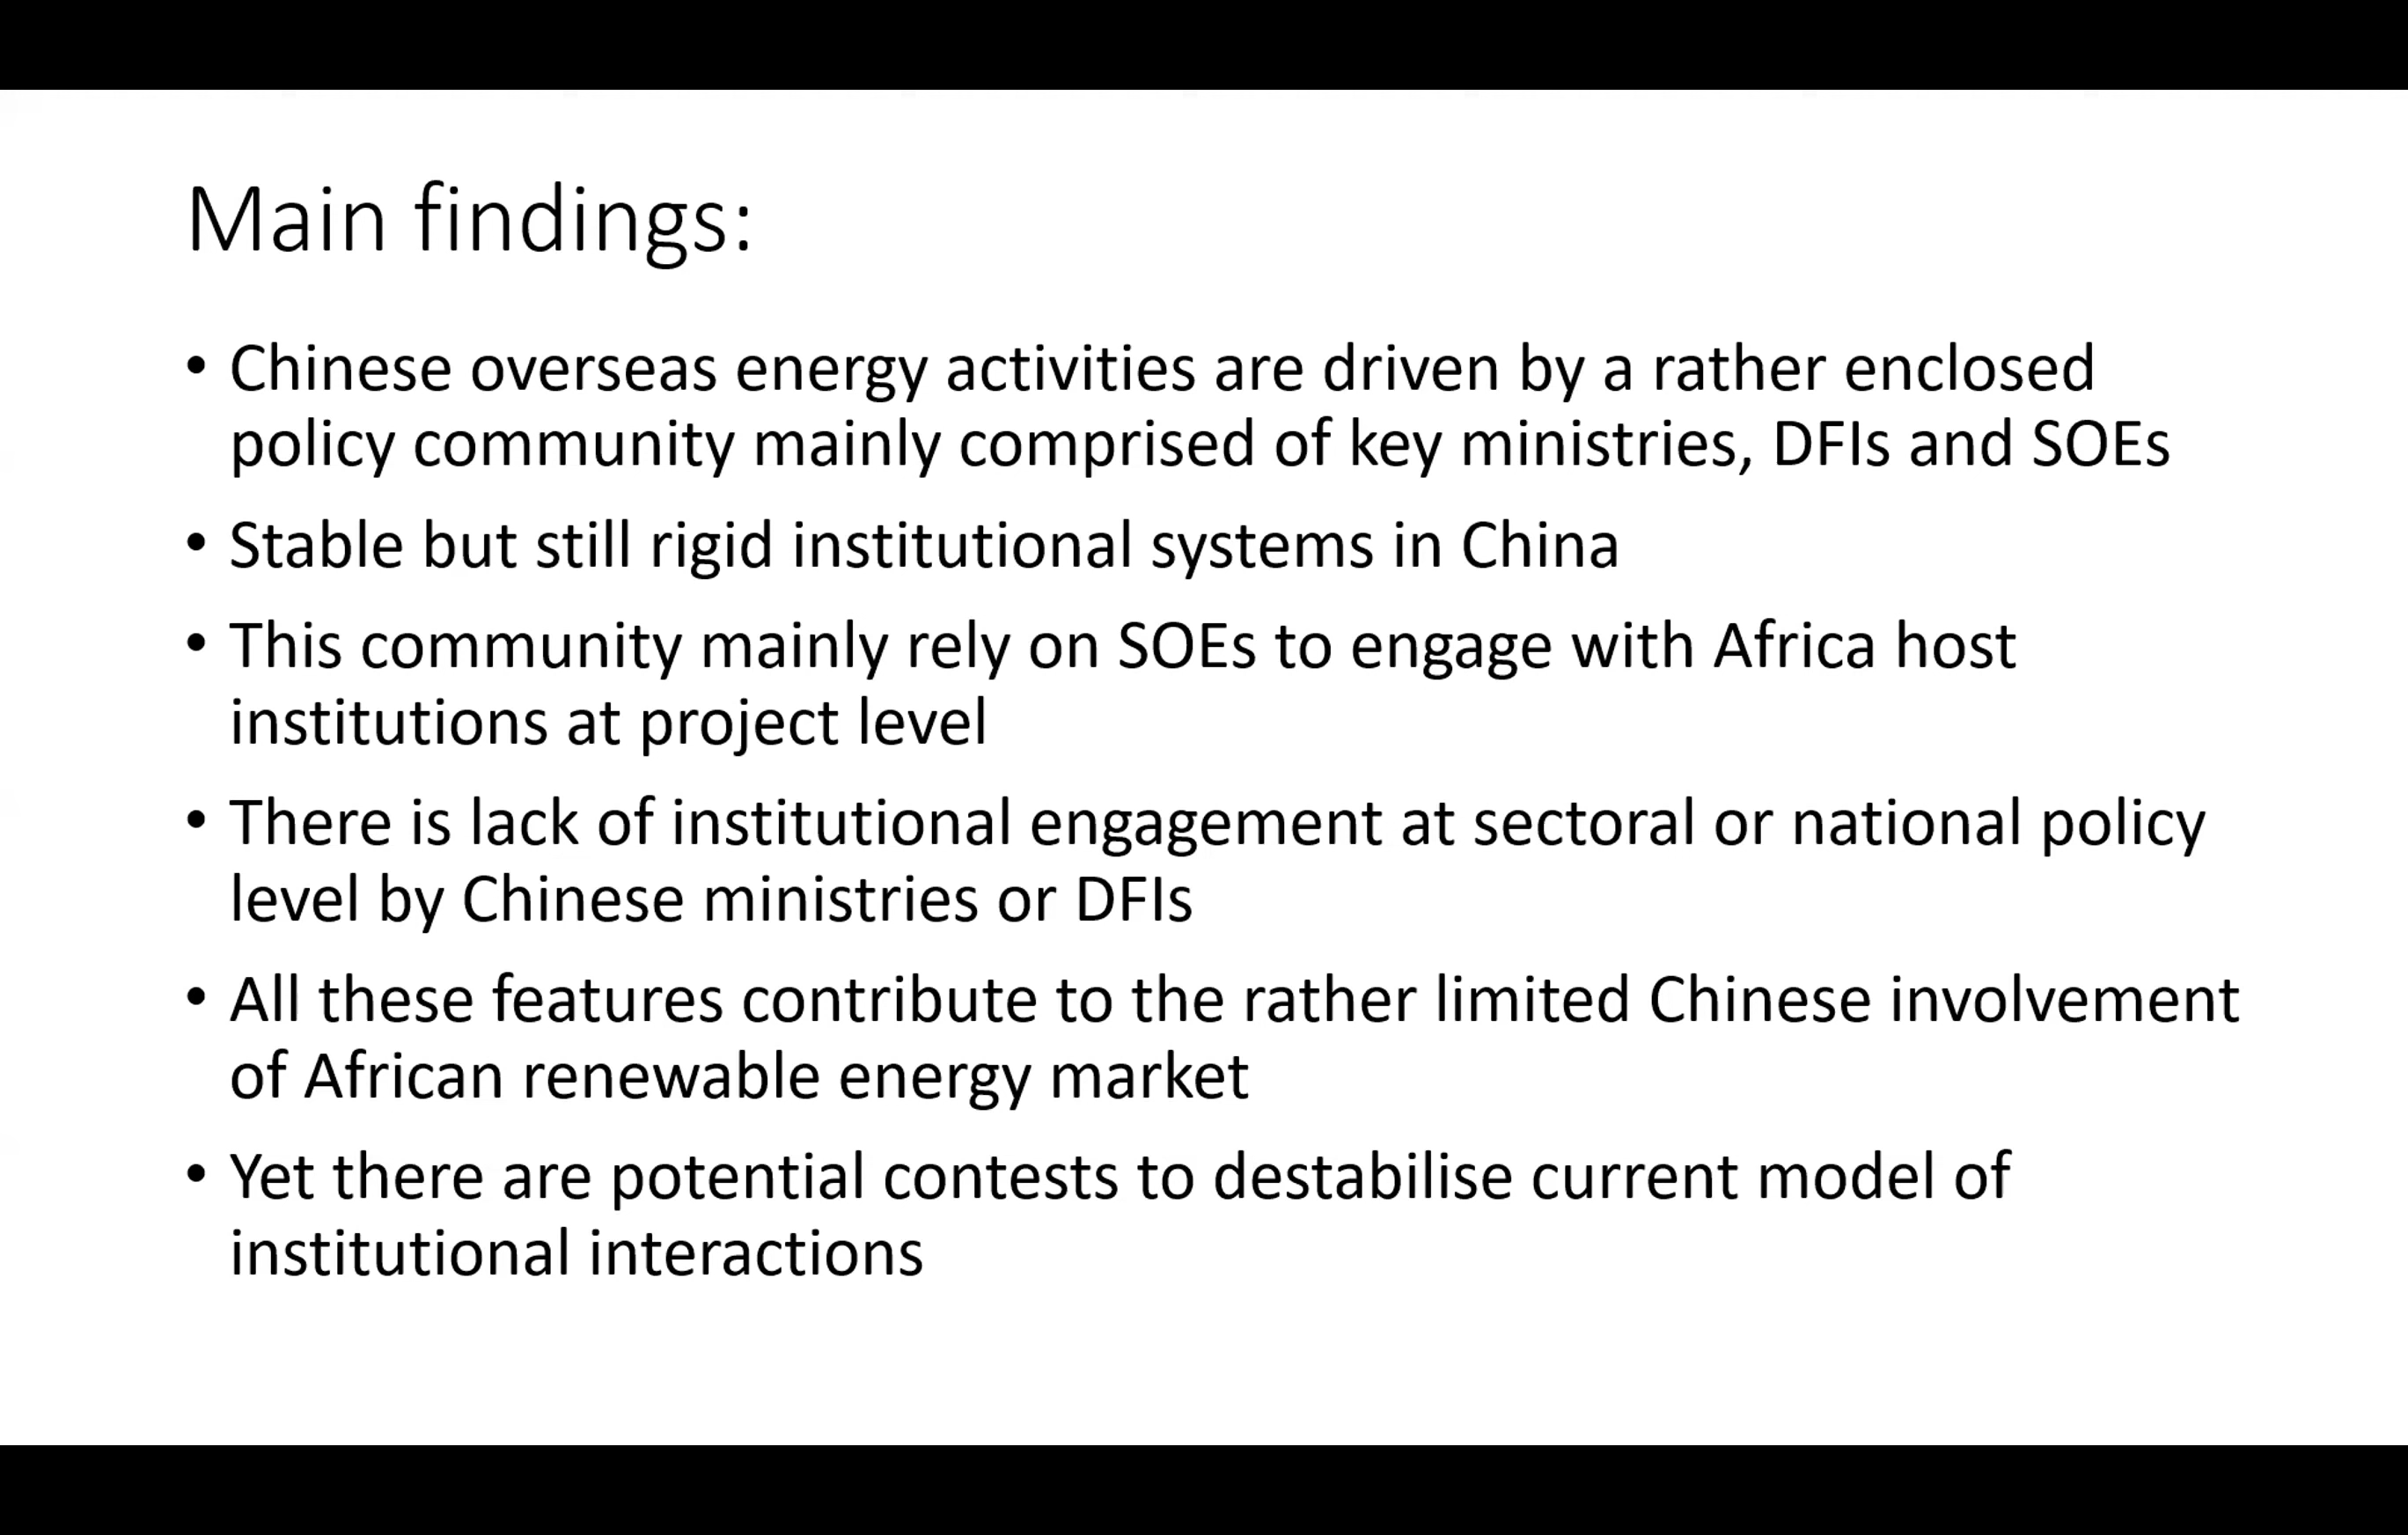 Main findings:
• Chinese overseas energy activities are driven by a rather enclosed
policy community mainly comprised of key ministries, DFIs and SOEs
• Stable but still rigid institutional systems in China
• This community mainly rely on SOEs to engage with Africa host
institutions at project level
• There is lack of institutional engagement at sectoral or national policy
level by Chinese ministries or DFIs
• All these features contribute to the rather limited Chinese involvement
of African renewable energy market
• Yet there are potential contests to destabilise current model of
institutional interactions